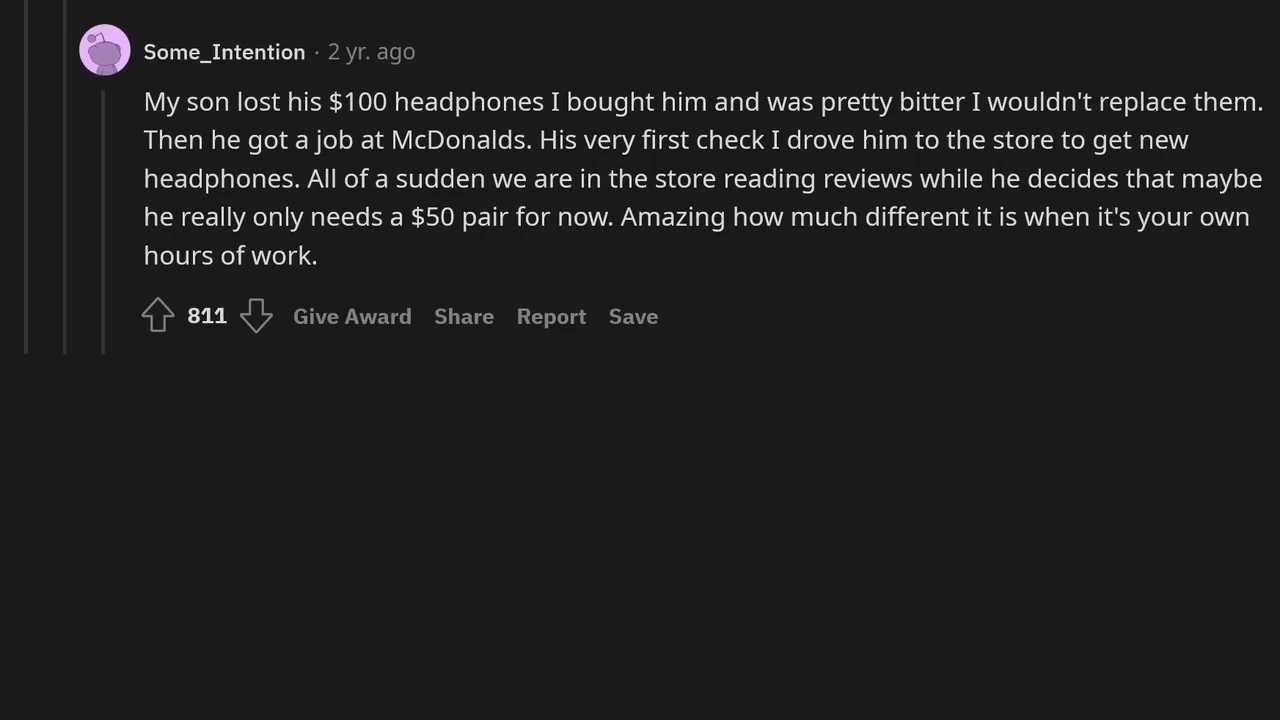 Some_Intention · 2 yr. ago
My son lost his $100 headphones I bought him and was pretty bitter I wouldn't replace them.
Then he got a job at McDonalds. His very first check I drove him to the store to get new
headphones. All of a sudden we are in the store reading reviews while he decides that maybe
he really only needs a $50 pair for now. Amazing how much different it is when it's your own
hours of work.
811 Give Award Share Report Save